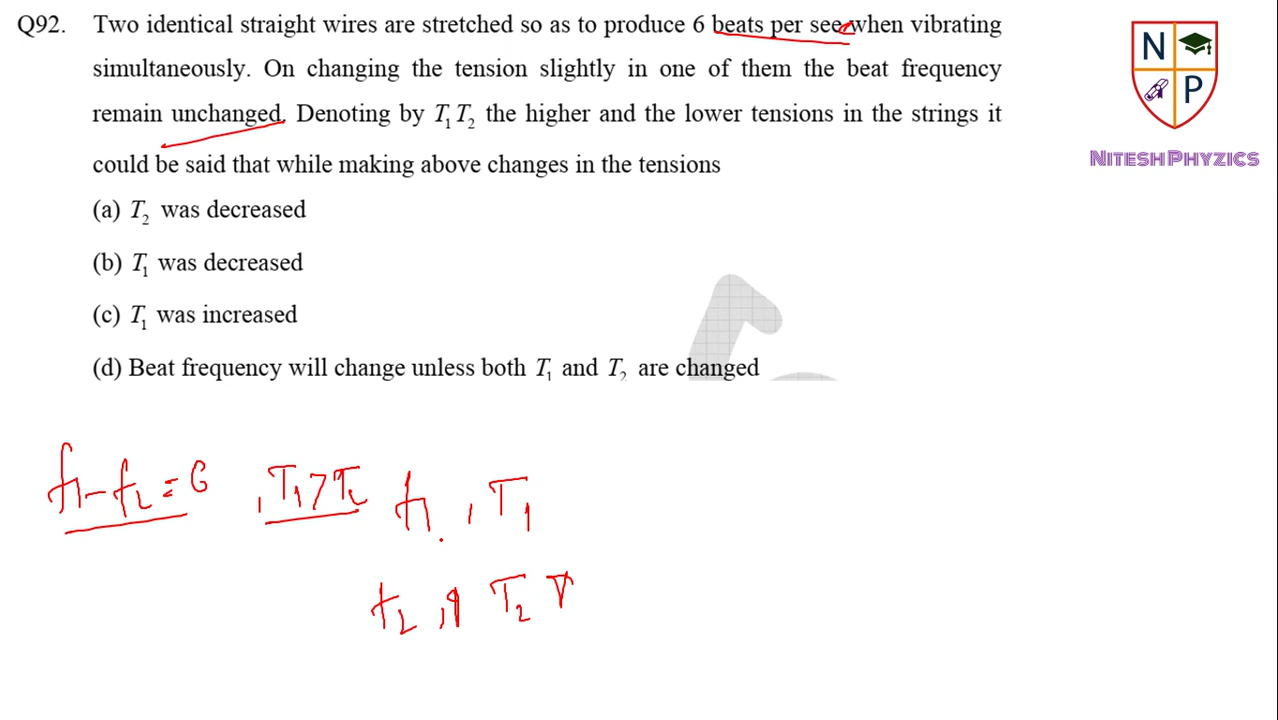 Q92. Two identical straight wires are stretched so as to produce 6 beats per see when vibrating
simultaneously. On changing the tension slightly in one of them the beat frequency
remain unchanged. Denoting by T₁ T₂ the higher and the lower tensions in the strings it
could be said that while making above changes in the tensions
(a) T₂ was decreased
(b) T₁ was decreased
(c) T₁ was increased
(d) Beat frequency will change unless both T₁ and T₂ are changed
N P
NITESH PHYZICS
f₁ - f₂ = 6 , T₁ > T₂ f₁ , T₁
f₂ , T₂